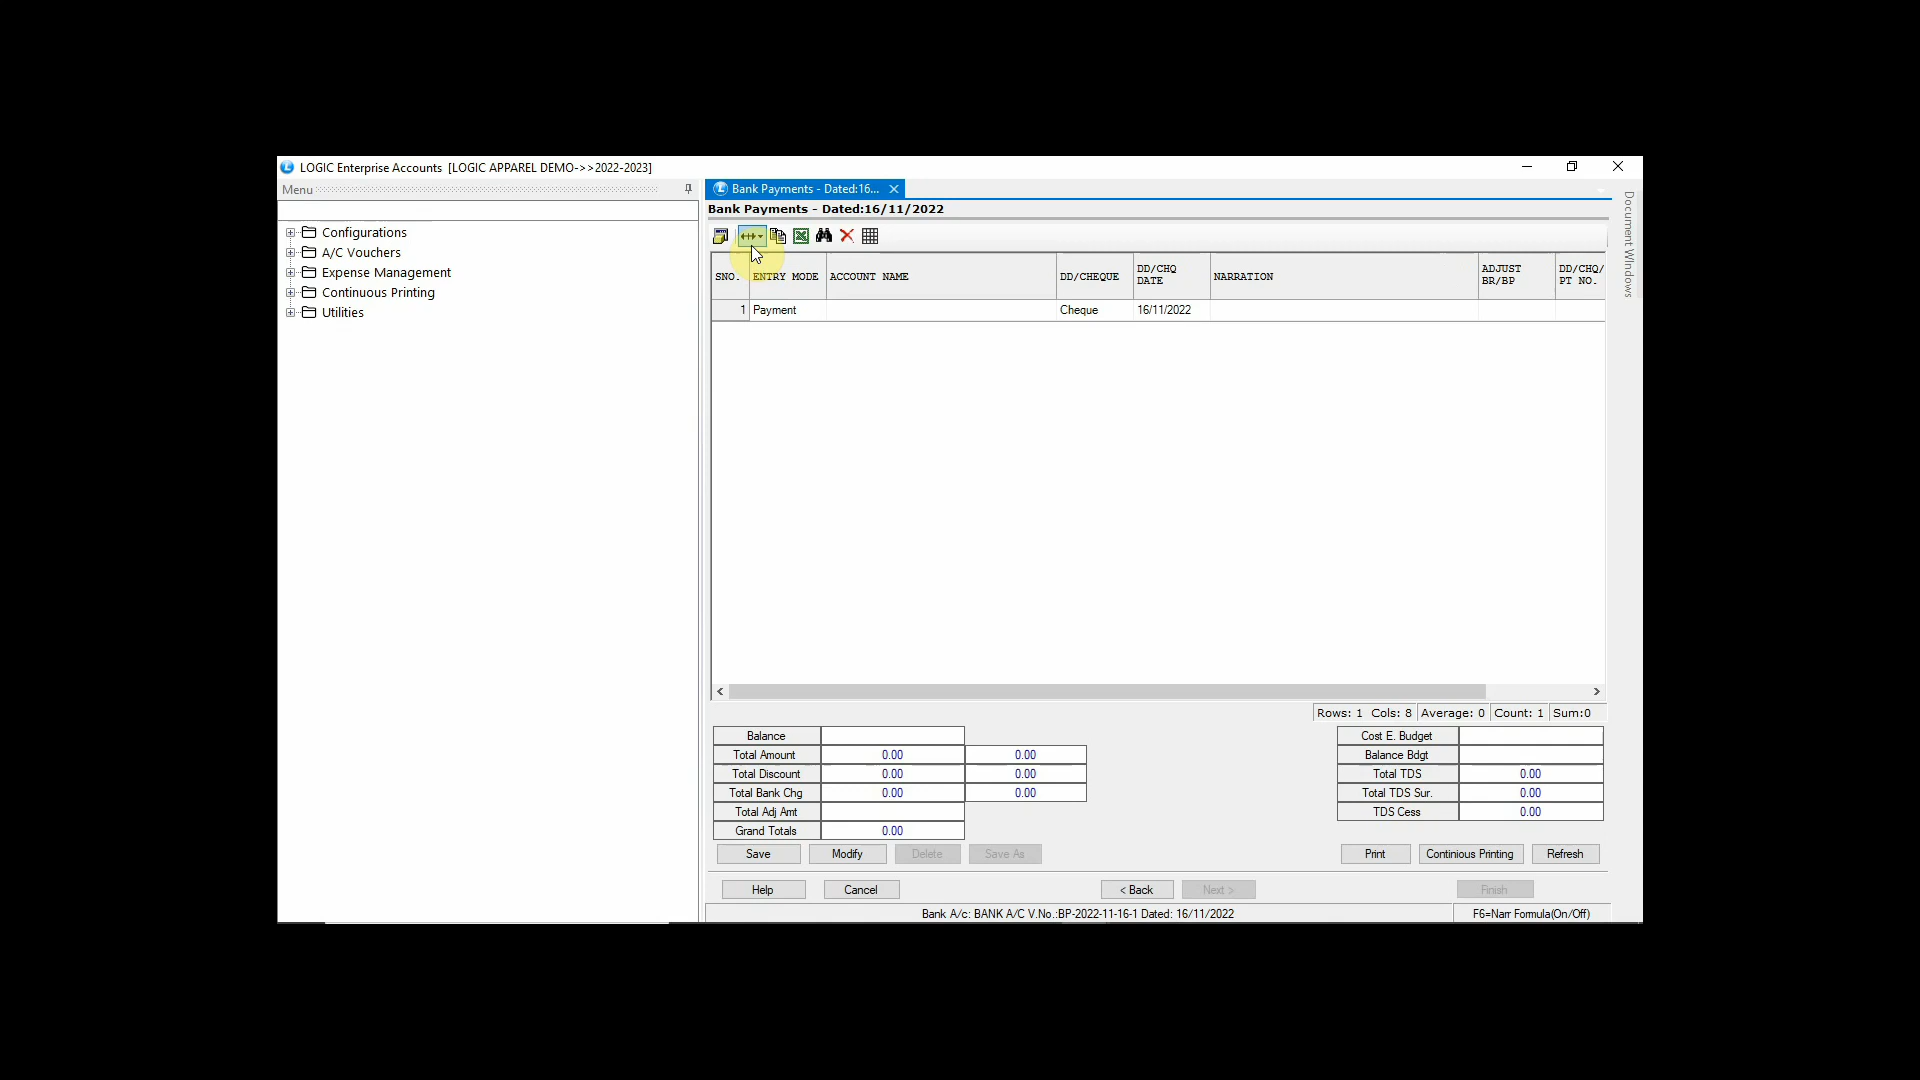 LOGIC Enterprise Accounts [LOGIC APPAREL DEMO->>2022-2023]
Menu
Configurations
A/C Vouchers
Expense Management
Continuous Printing
Utilities
Bank Payments - Dated:16...
Bank Payments - Dated:16/11/2022
SNO. ENTRY MODE ACCOUNT NAME DD/CHEQUE DD/CHQ DATE NARRATION ADJUST BR/BP DD/CHQ/ PT NO.
1 Payment Cheque 16/11/2022
Rows: 1 Cols: 8 Average: 0 Count: 1 Sum:0
Balance
Total Amount 0.00 0.00
Total Discount 0.00 0.00
Total Bank Chg 0.00 0.00
Total Adj Amt
Grand Totals 0.00
Cost E. Budget
Balance Bdgt
Total TDS 0.00
Total TDS Sur. 0.00
TDS Cess 0.00
Save Modify Delete Save As Print Continious Printing Refresh
Help Cancel < Back Next > Finish
Bank A/c: BANK A/C V.No.:BP-2022-11-16-1 Dated: 16/11/2022 F6=Narr Formula(On/Off)
Document Windows